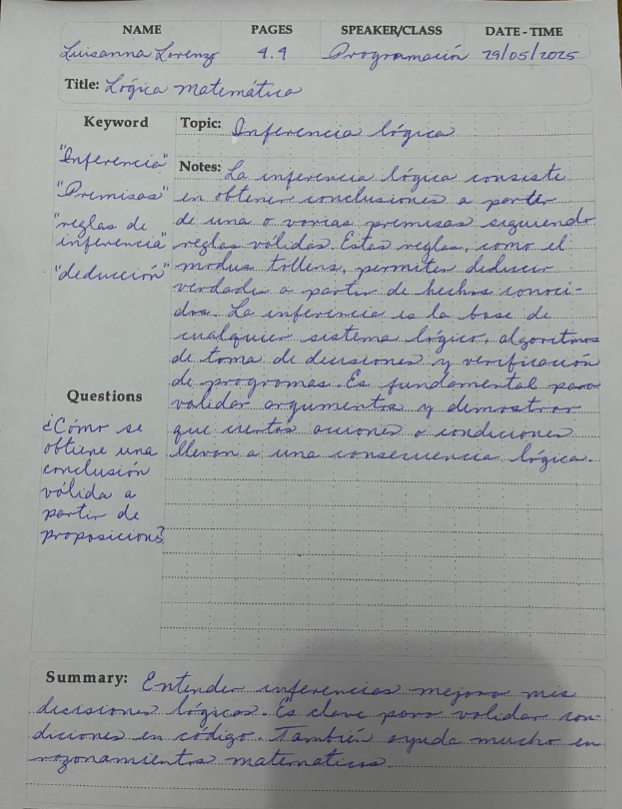 NAME PAGES SPEAKER/CLASS DATE - TIME
Luisanna Lorenzo 4.4 Programación 29/05/2025
Title: Lógica matemática
Keyword
"Inferencia"
"Premisas"
"reglas de
inferencia"
"deducción"
Questions
¿Cómo se
obtiene una
conclusión
válida a
partir de
proposicions?
Topic: Inferencia lógica
Notes: La inferencia lógica consiste
en obtener conclusiones a partir
de una o varias premisas siguiendo
reglas válidas. Estas reglas, como el
modus tollens, permiten deducir
verdades a partir de hechos conoci-
dos. La inferencia es la base de
cualquier sistema lógico, algoritmos
de toma de decisiones y verificación
de programas. Es fundamental para
validar argumentos y demostrar
que ciertas acciones o condiciones
llevan a una consecuencia lógica.
Summary: Entender inferencias mejora mis
decisiones lógicas. Es clave para validar con-
diciones en código. También ayuda mucho en
razonamientos matemáticos.